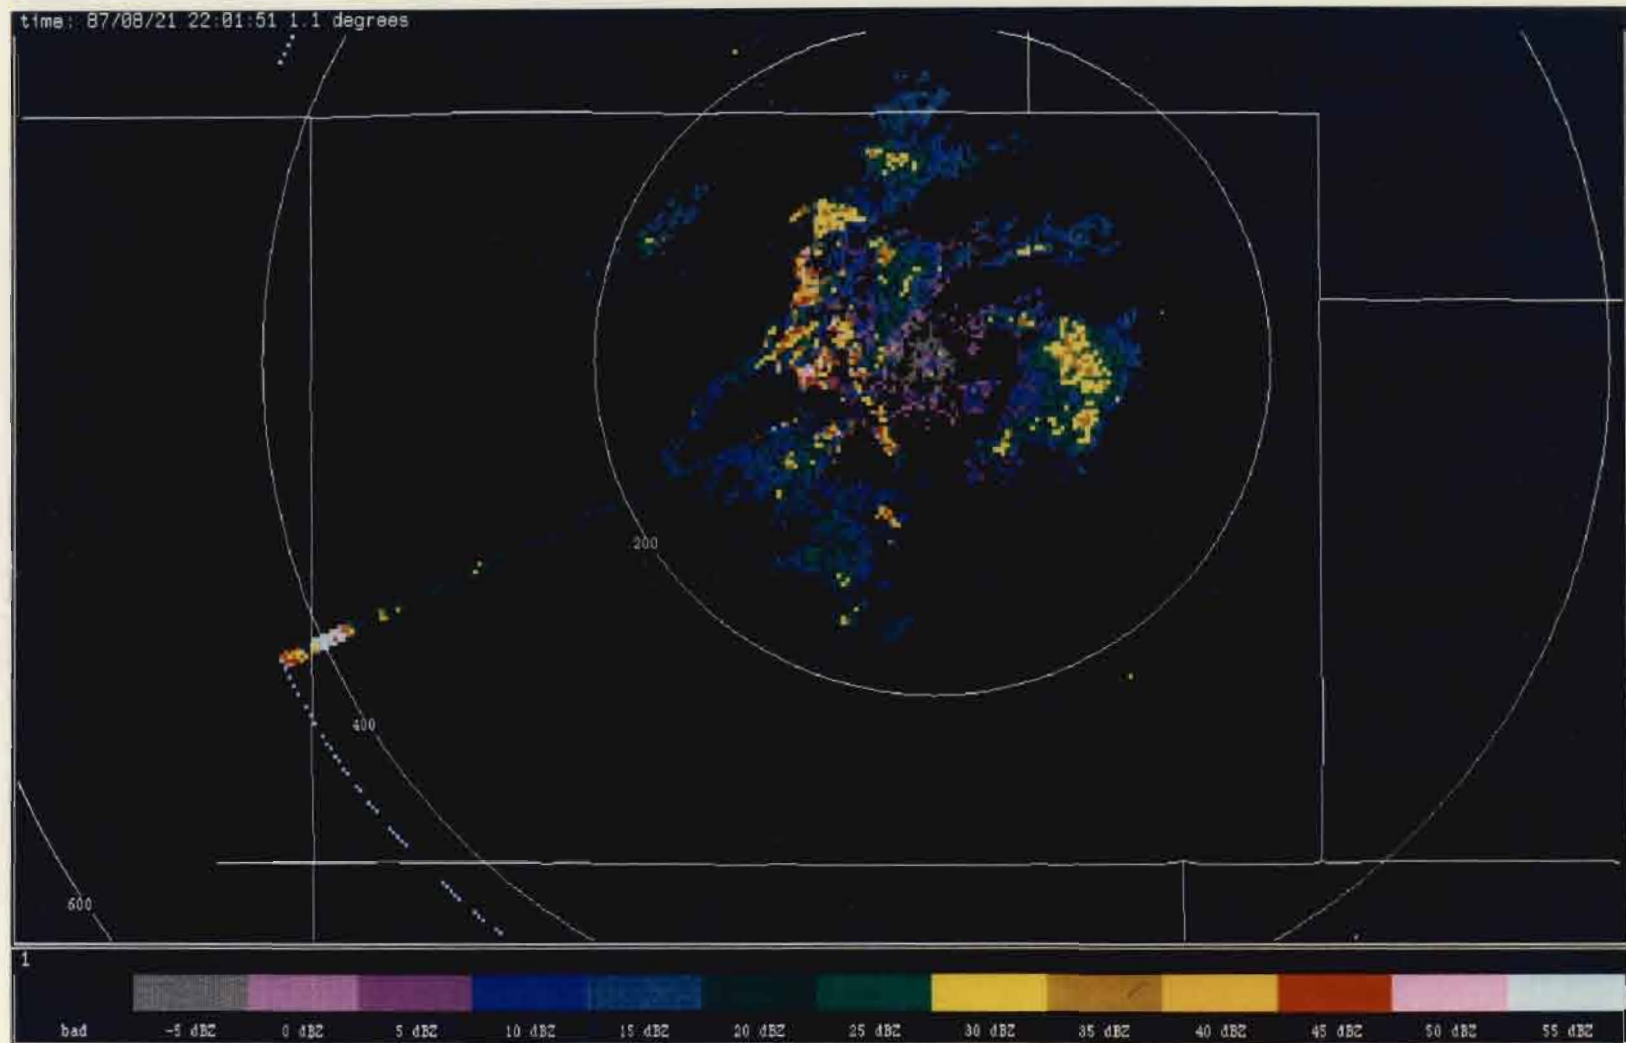 time: 87/08/21 22:01:51 1.1 degrees
200
400
600
1
bad -5 dBZ 0 dBZ 5 dBZ 10 dBZ 15 dBZ 20 dBZ 25 dBZ 30 dBZ 35 dBZ 40 dBZ 45 dBZ 50 dBZ 55 dBZ